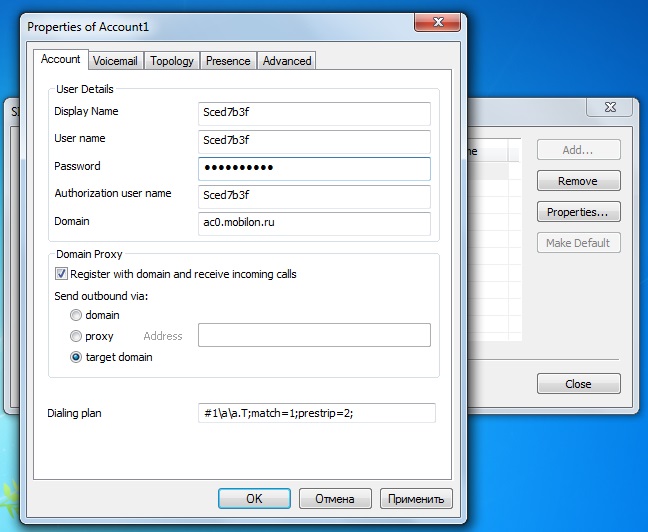 Properties of Account1
Account Voicemail Topology Presence Advanced
User Details
Display Name Sced7b3f
User name Sced7b3f
Password ●●●●●●●●●●
Authorization user name Sced7b3f
Domain ac0.mobilon.ru
Domain Proxy
Register with domain and receive incoming calls
Send outbound via:
domain
proxy Address
target domain
Dialing plan #1\a\a.T;match=1;prestrip=2;
OK Отмена Применить
Add...
Remove
Properties...
Make Default
Close